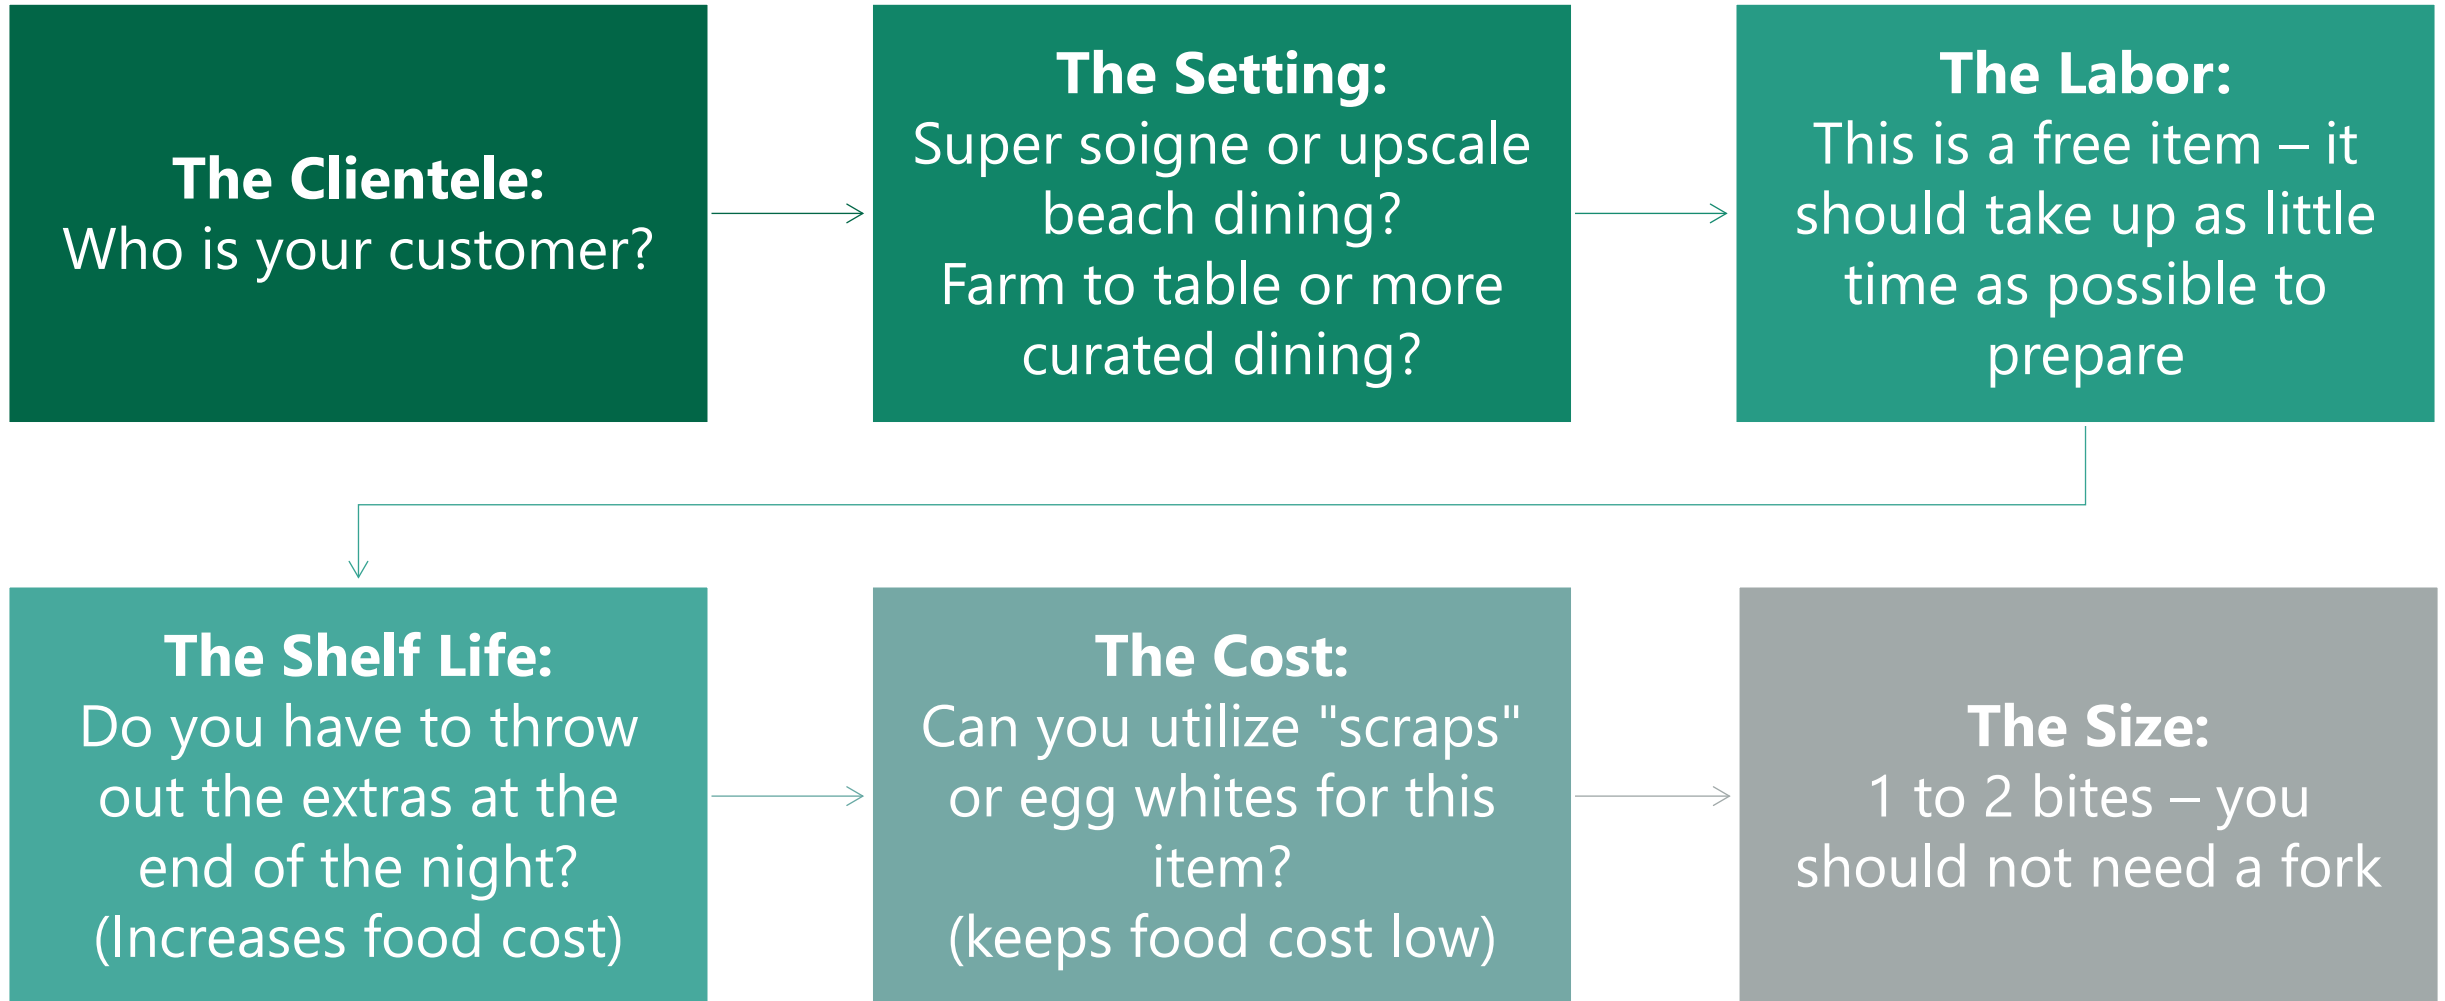 The Clientele:
Who is your customer?
The Setting:
Super soigne or upscale
beach dining?
Farm to table or more
curated dining?
The Labor:
This is a free item – it
should take up as little
time as possible to
prepare
The Shelf Life:
Do you have to throw
out the extras at the
end of the night?
(Increases food cost)
The Cost:
Can you utilize "scraps"
or egg whites for this
item?
(keeps food cost low)
The Size:
1 to 2 bites – you
should not need a fork